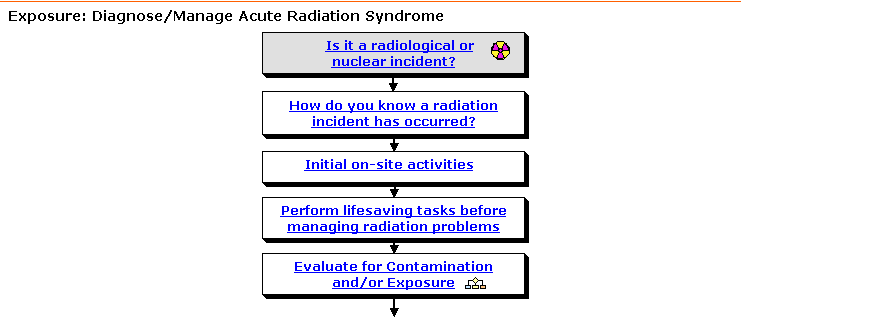 Exposure: Diagnose/Manage Acute Radiation Syndrome
Is it a radiological or
nuclear incident?
How do you know a radiation
incident has occurred?
Initial on-site activities
Perform lifesaving tasks before
managing radiation problems
Evaluate for Contamination
and/or Exposure